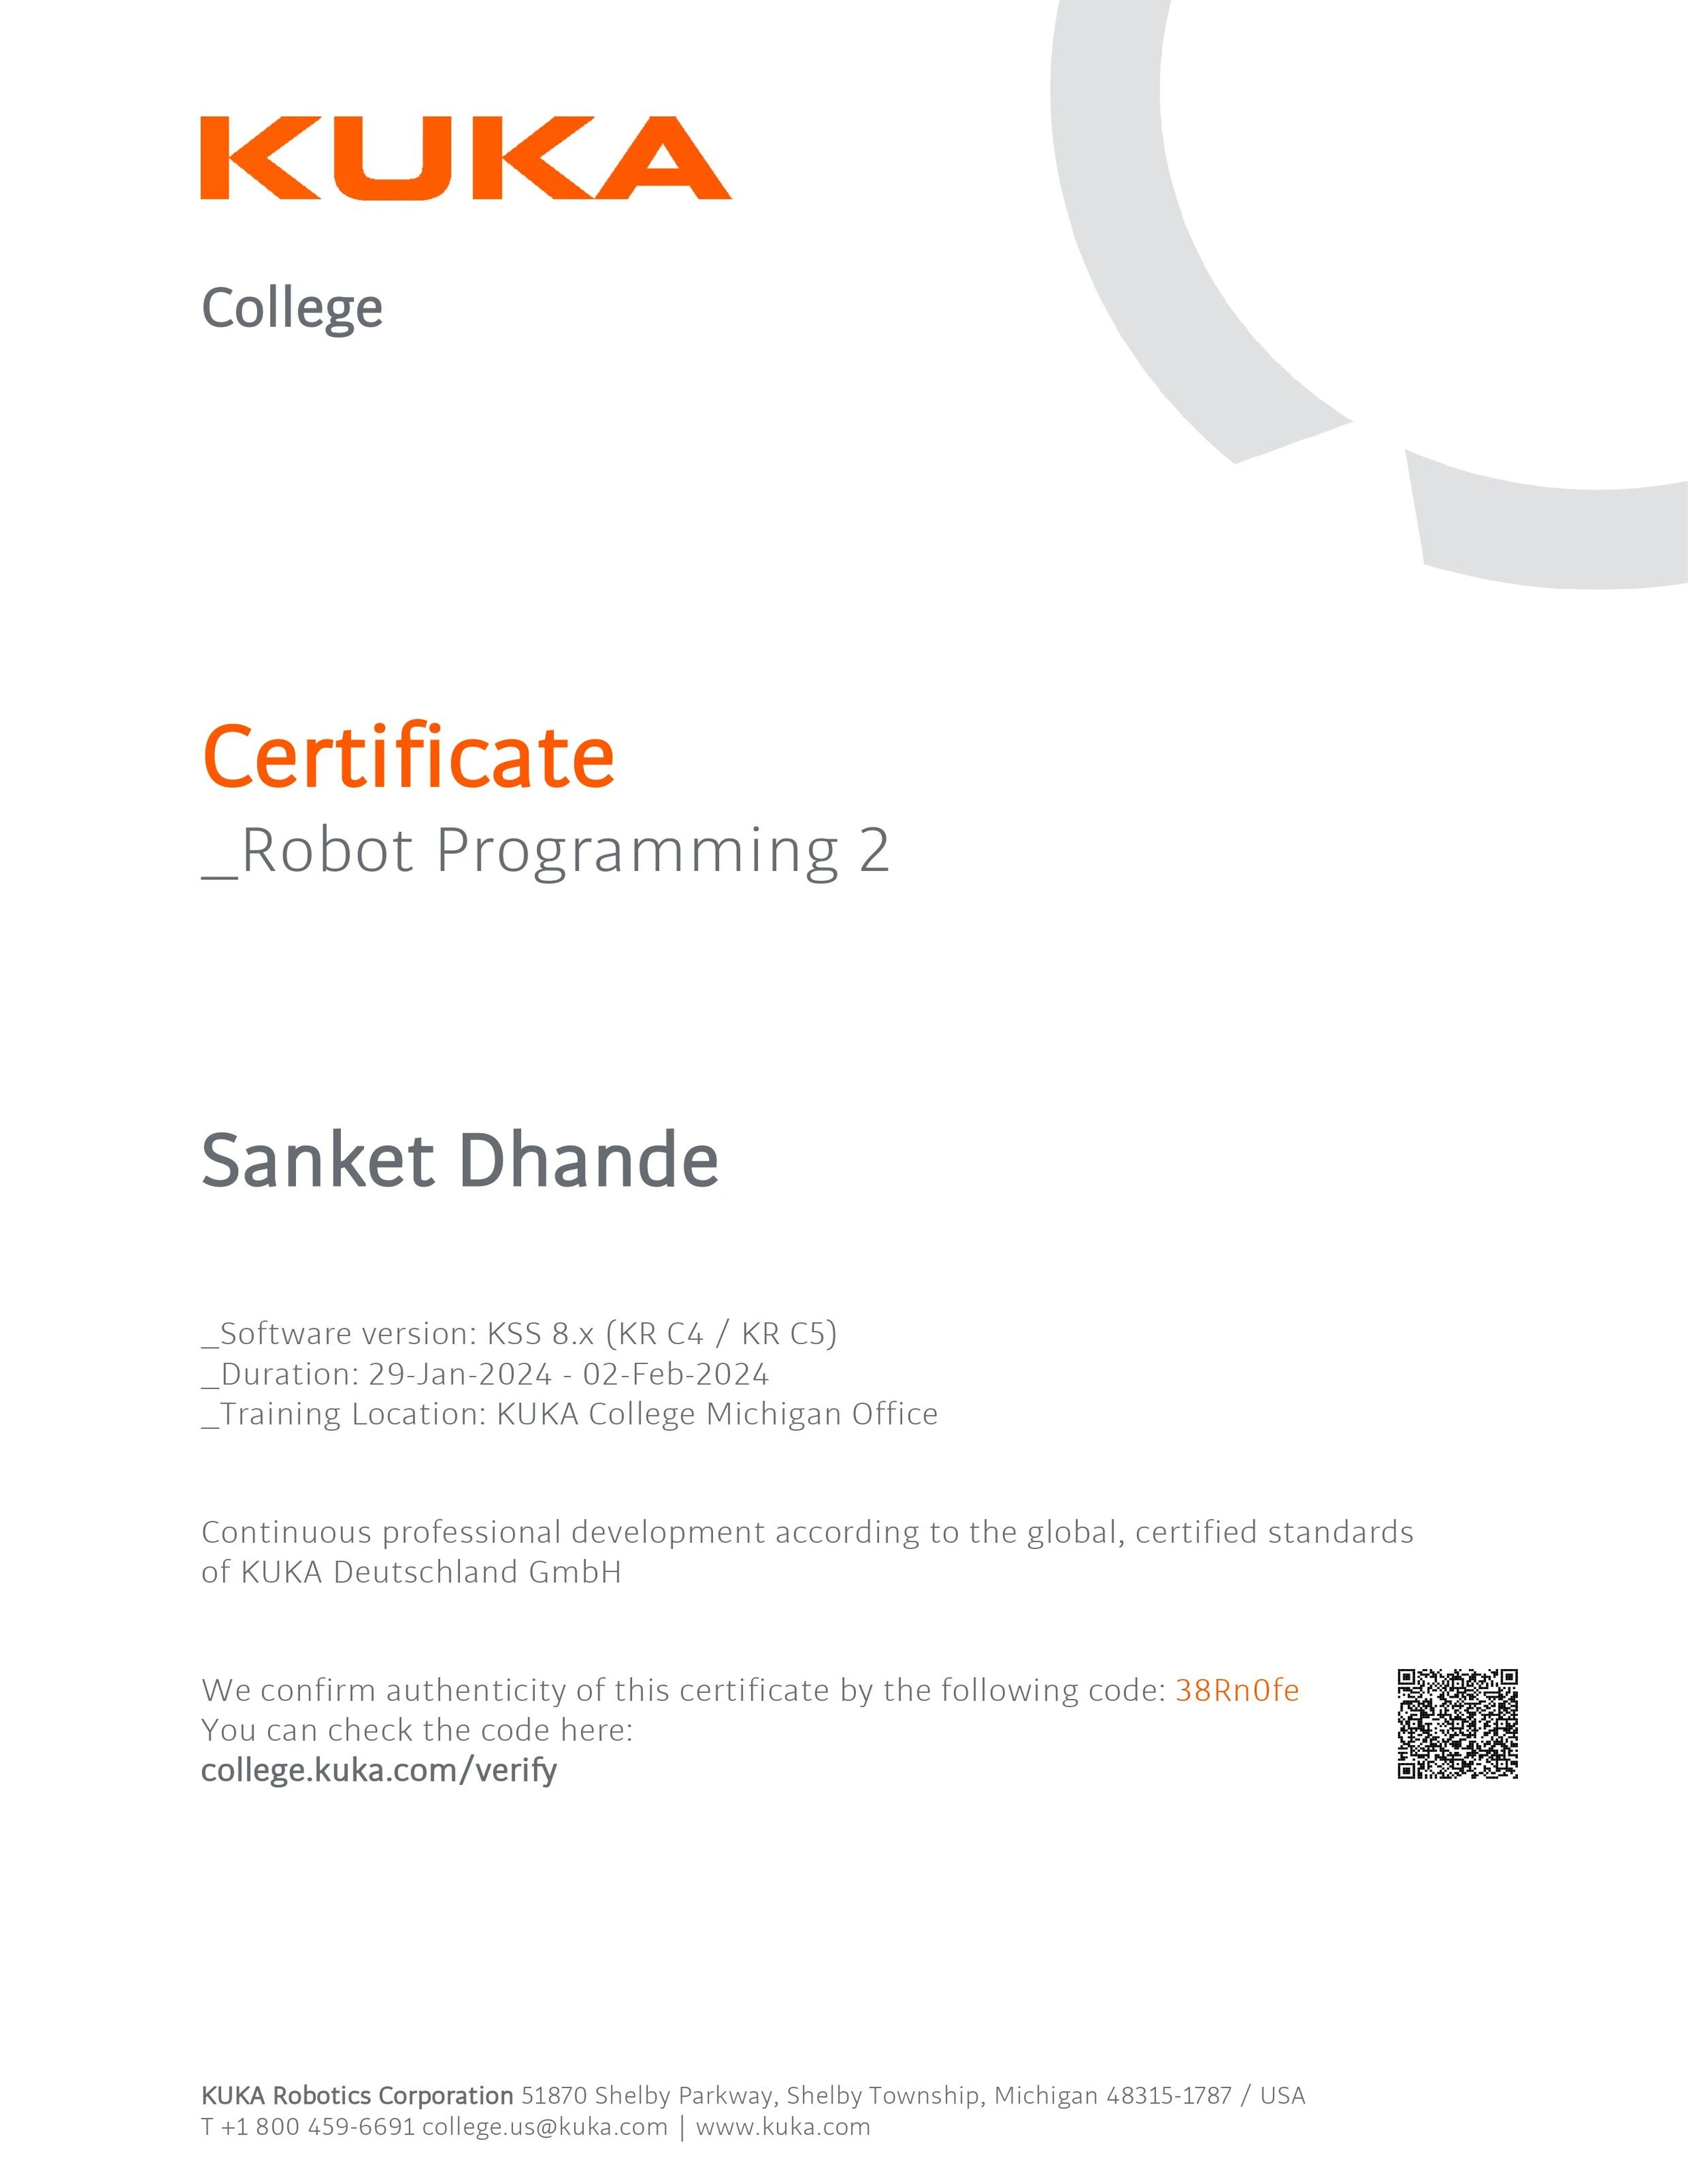 KUKA
College
Certificate
_Robot Programming 2
Sanket Dhande
_Software version: KSS 8.x (KR C4 / KR C5)
_Duration: 29-Jan-2024 - 02-Feb-2024
_Training Location: KUKA College Michigan Office
Continuous professional development according to the global, certified standards
of KUKA Deutschland GmbH
We confirm authenticity of this certificate by the following code: 38Rn0fe
You can check the code here:
college.kuka.com/verify
KUKA Robotics Corporation 51870 Shelby Parkway, Shelby Township, Michigan 48315-1787 / USA
T +1 800 459-6691 college.us@kuka.com | www.kuka.com